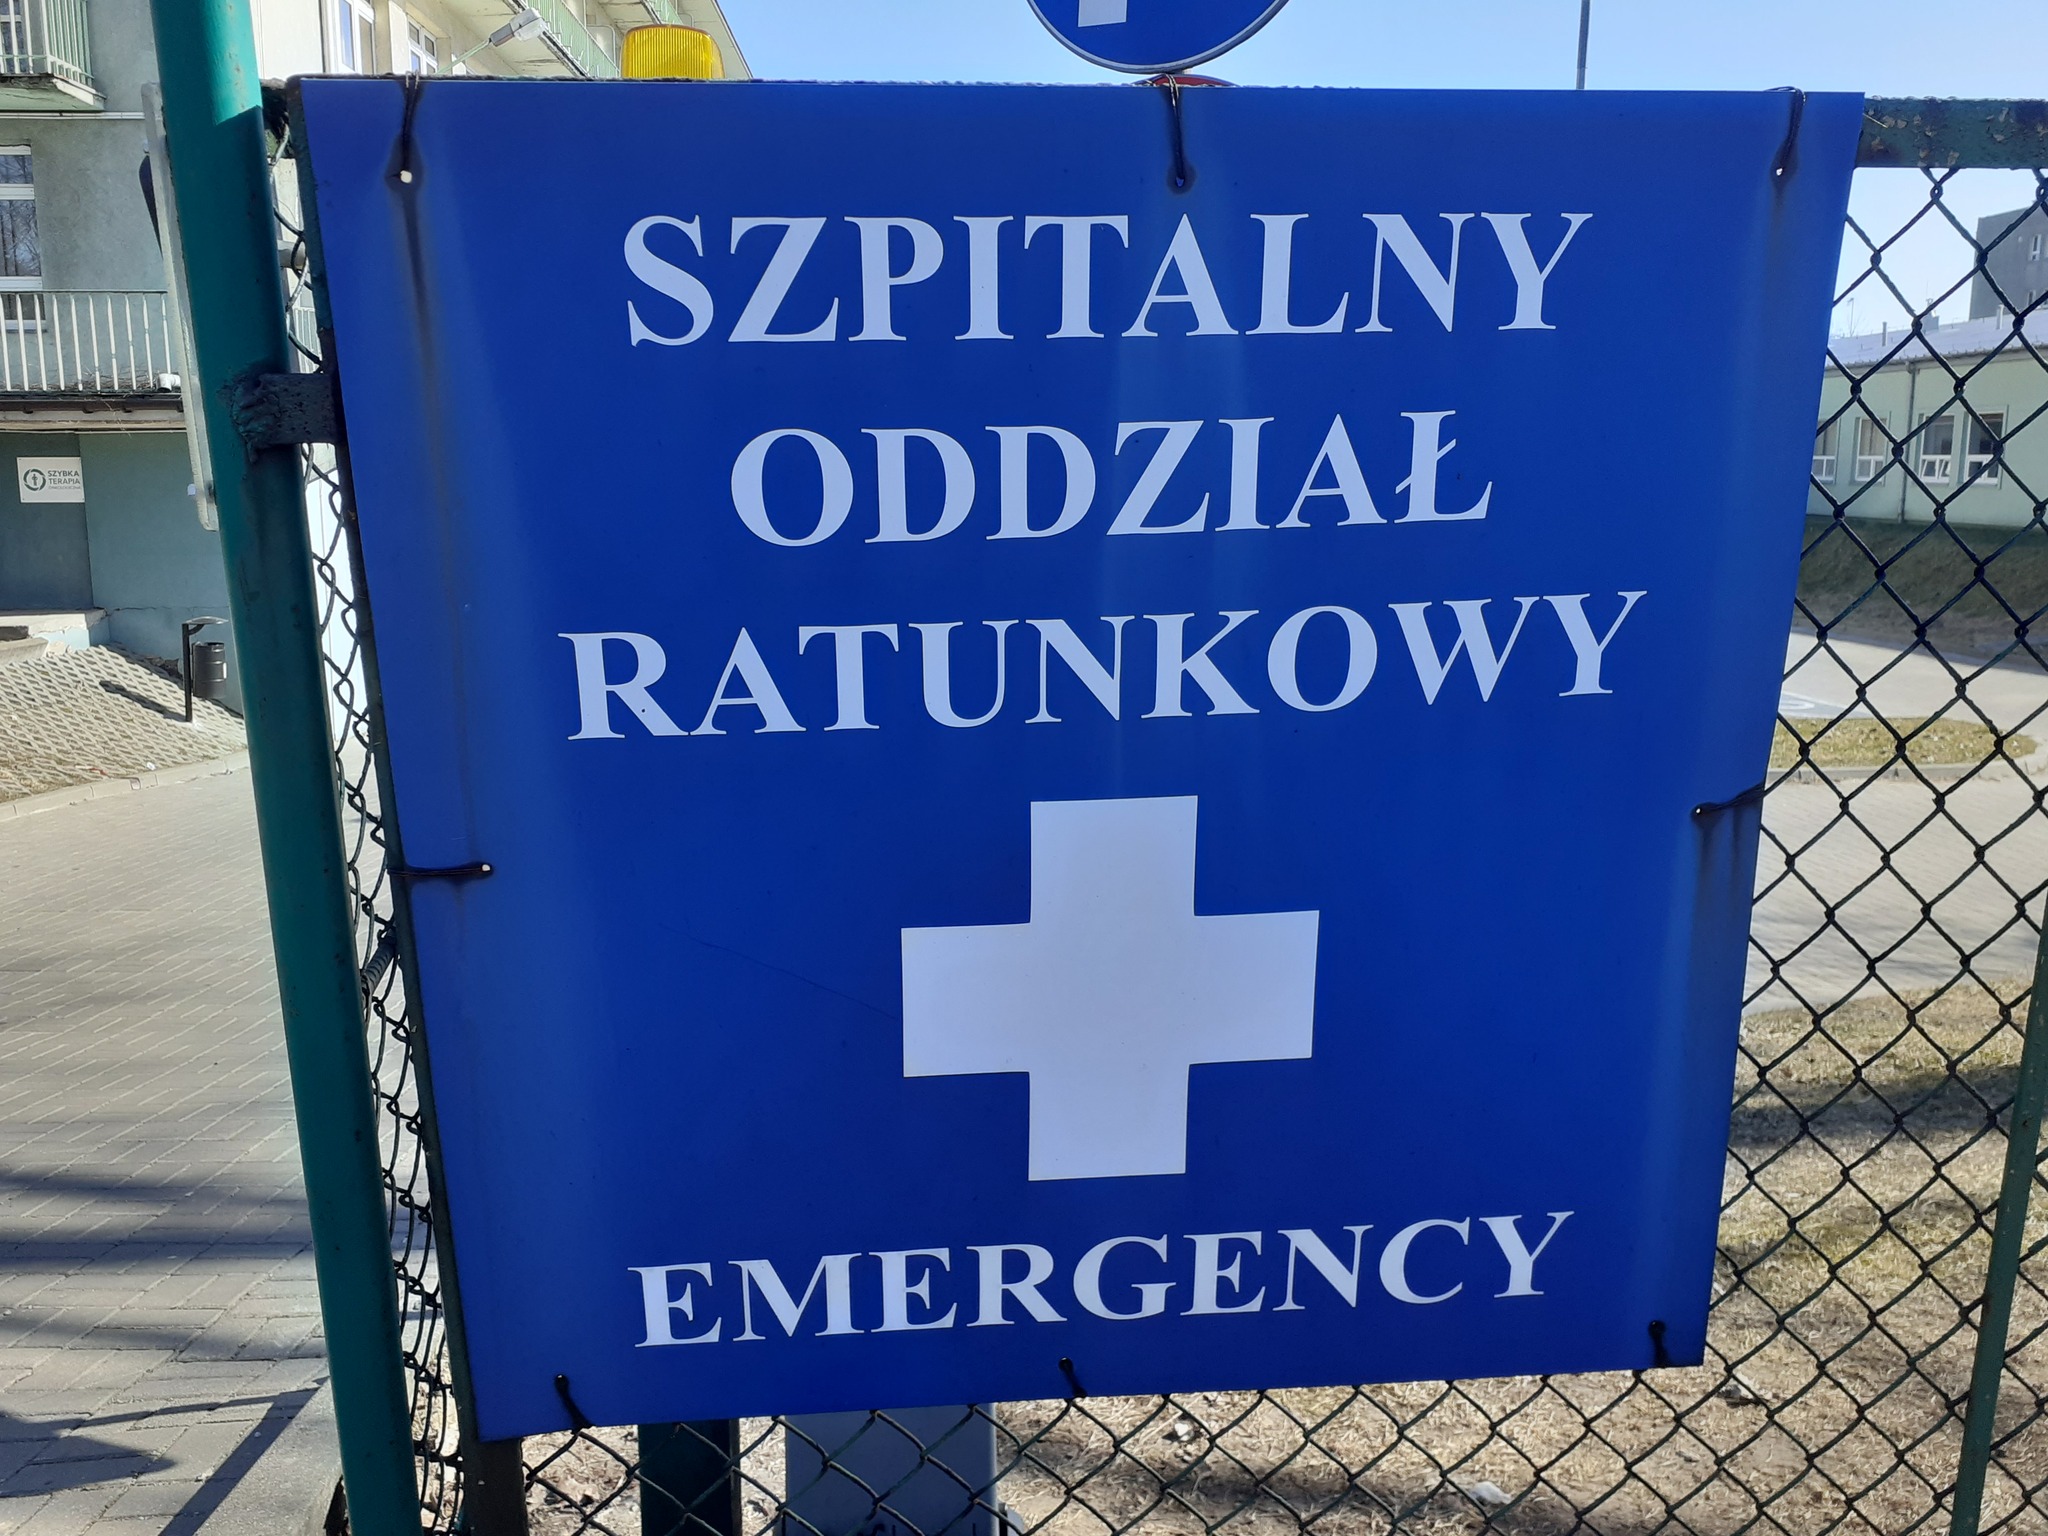 SZPITALNY
ODDZIAŁ
RATUNKOWY
EMERGENCY
SZYBKA
TERAPIA